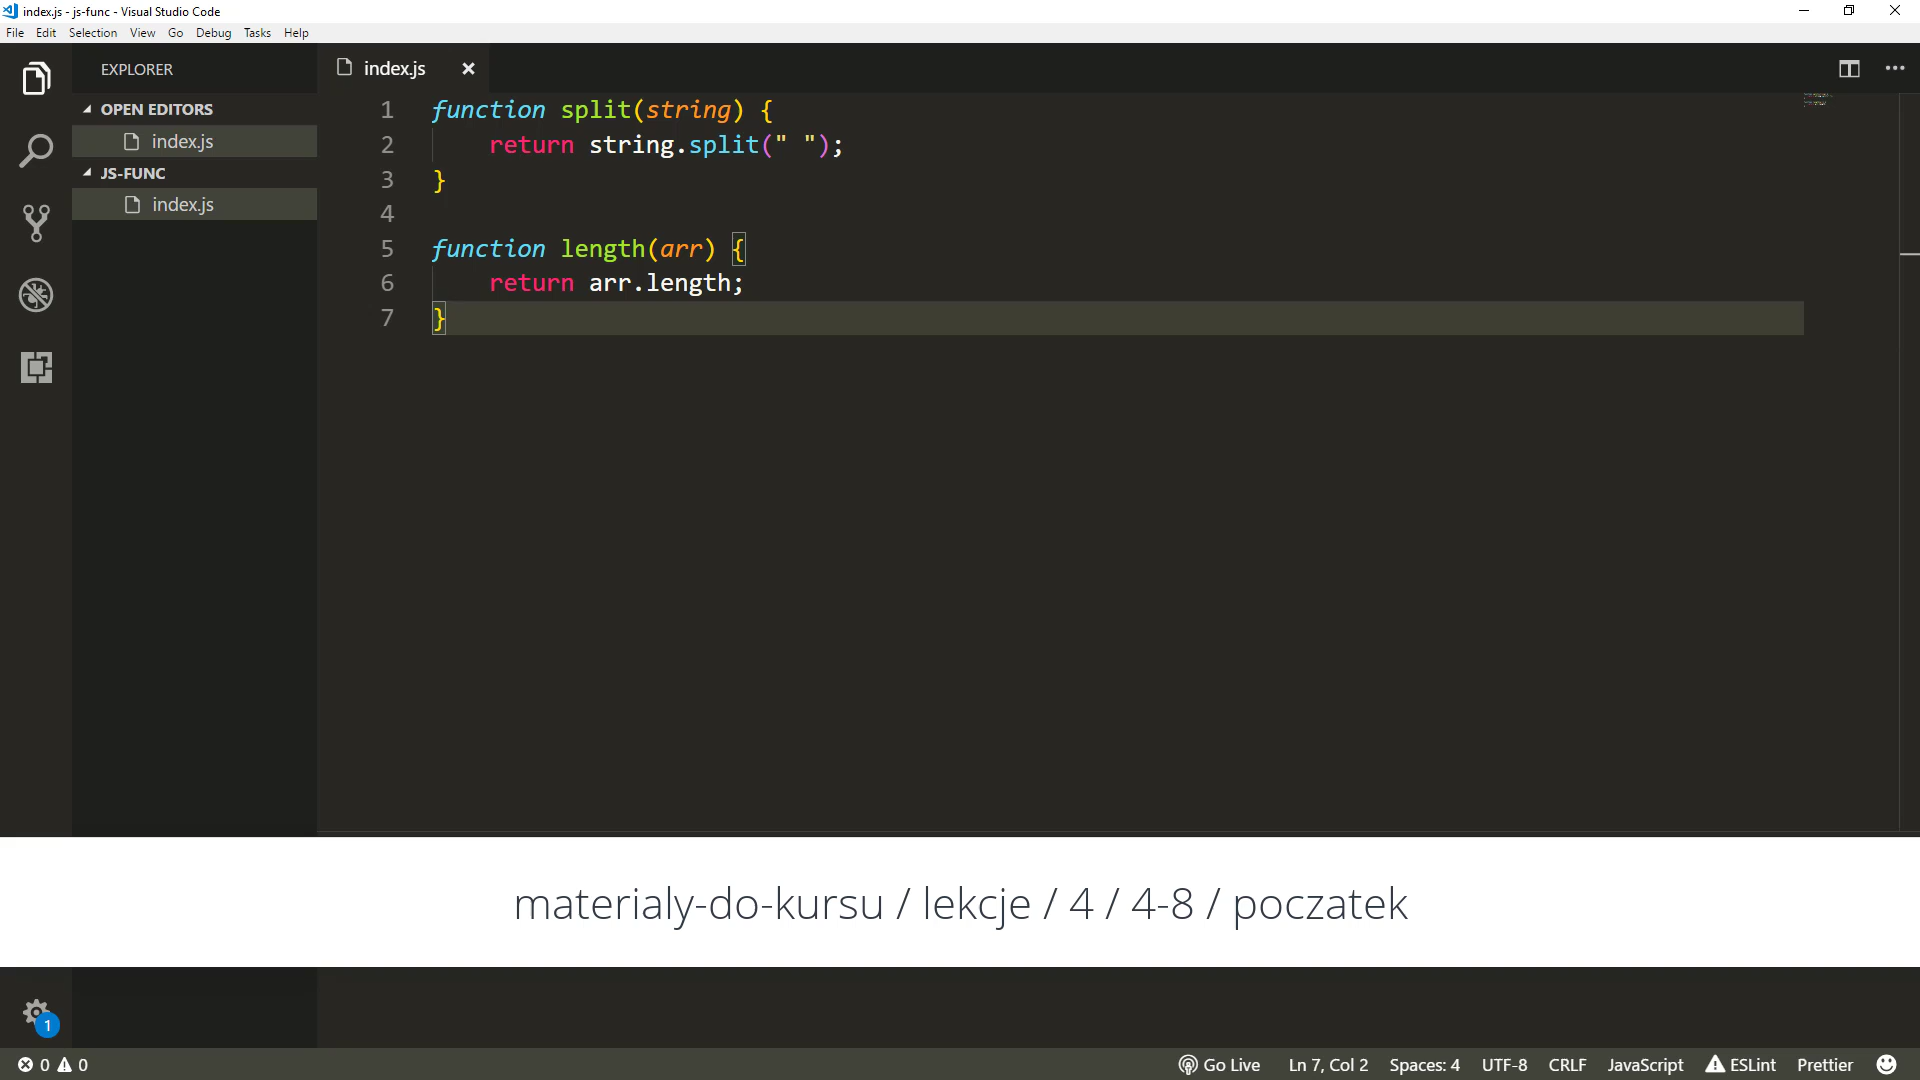 index.js - js-func - Visual Studio Code
File Edit Selection View Go Debug Tasks Help
EXPLORER
OPEN EDITORS
index.js
JS-FUNC
index.js
index.js
1 function split(string) {
2 return string.split(" ");
3 }
4
5 function length(arr) {
6 return arr.length;
7 }
materialy-do-kursu / lekcje / 4 / 4-8 / poczatek
1
0 0 Go Live Ln 7, Col 2 Spaces: 4 UTF-8 CRLF JavaScript ESLint Prettier